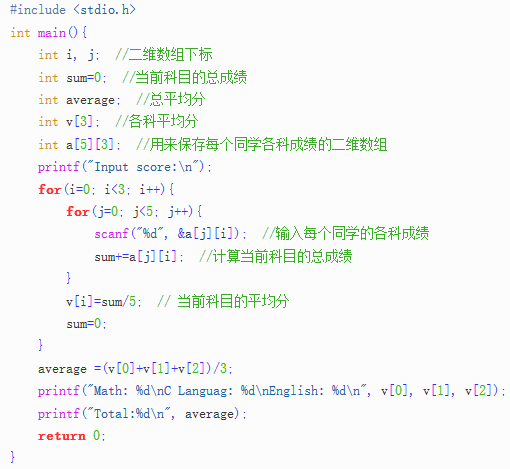 #include <stdio.h>
int main(){
    int i, j;  //二维数组下标
    int sum=0;  //当前科目的总成绩
    int average;  //总平均分
    int v[3];  //各科平均分
    int a[5][3];  //用来保存每个同学各科成绩的二维数组
    printf("Input score:\n");
    for(i=0; i<3; i++){
        for(j=0; j<5; j++){
            scanf("%d", &a[j][i]);  //输入每个同学的各科成绩
            sum+=a[j][i];  //计算当前科目的总成绩
        }
        v[i]=sum/5;  // 当前科目的平均分
        sum=0;
    }
    average =(v[0]+v[1]+v[2])/3;
    printf("Math: %d\nC Languag: %d\nEnglish: %d\n", v[0], v[1], v[2]);
    printf("Total:%d\n", average);
    return 0;
}